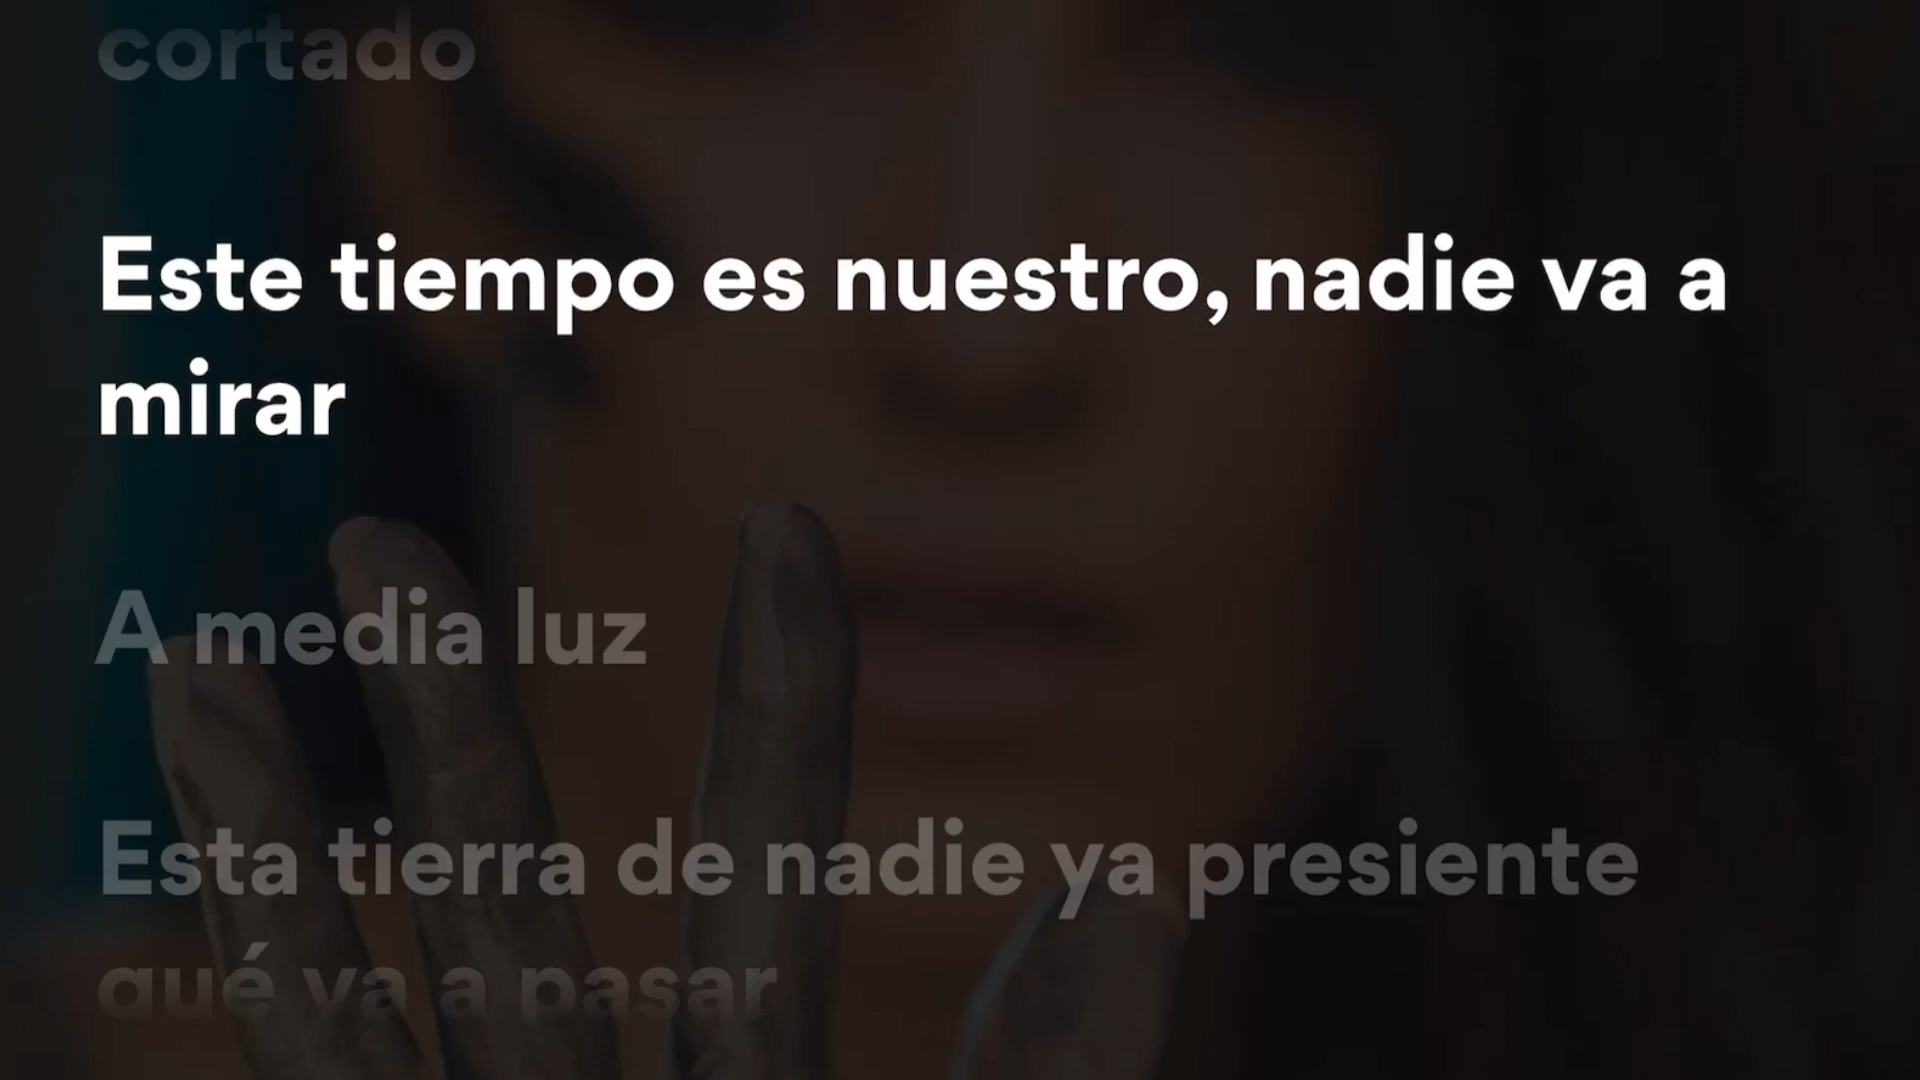 cortado
Este tiempo es nuestro, nadie va a
mirar
A media luz
Esta tierra de nadie ya presiente
qué va a pasar